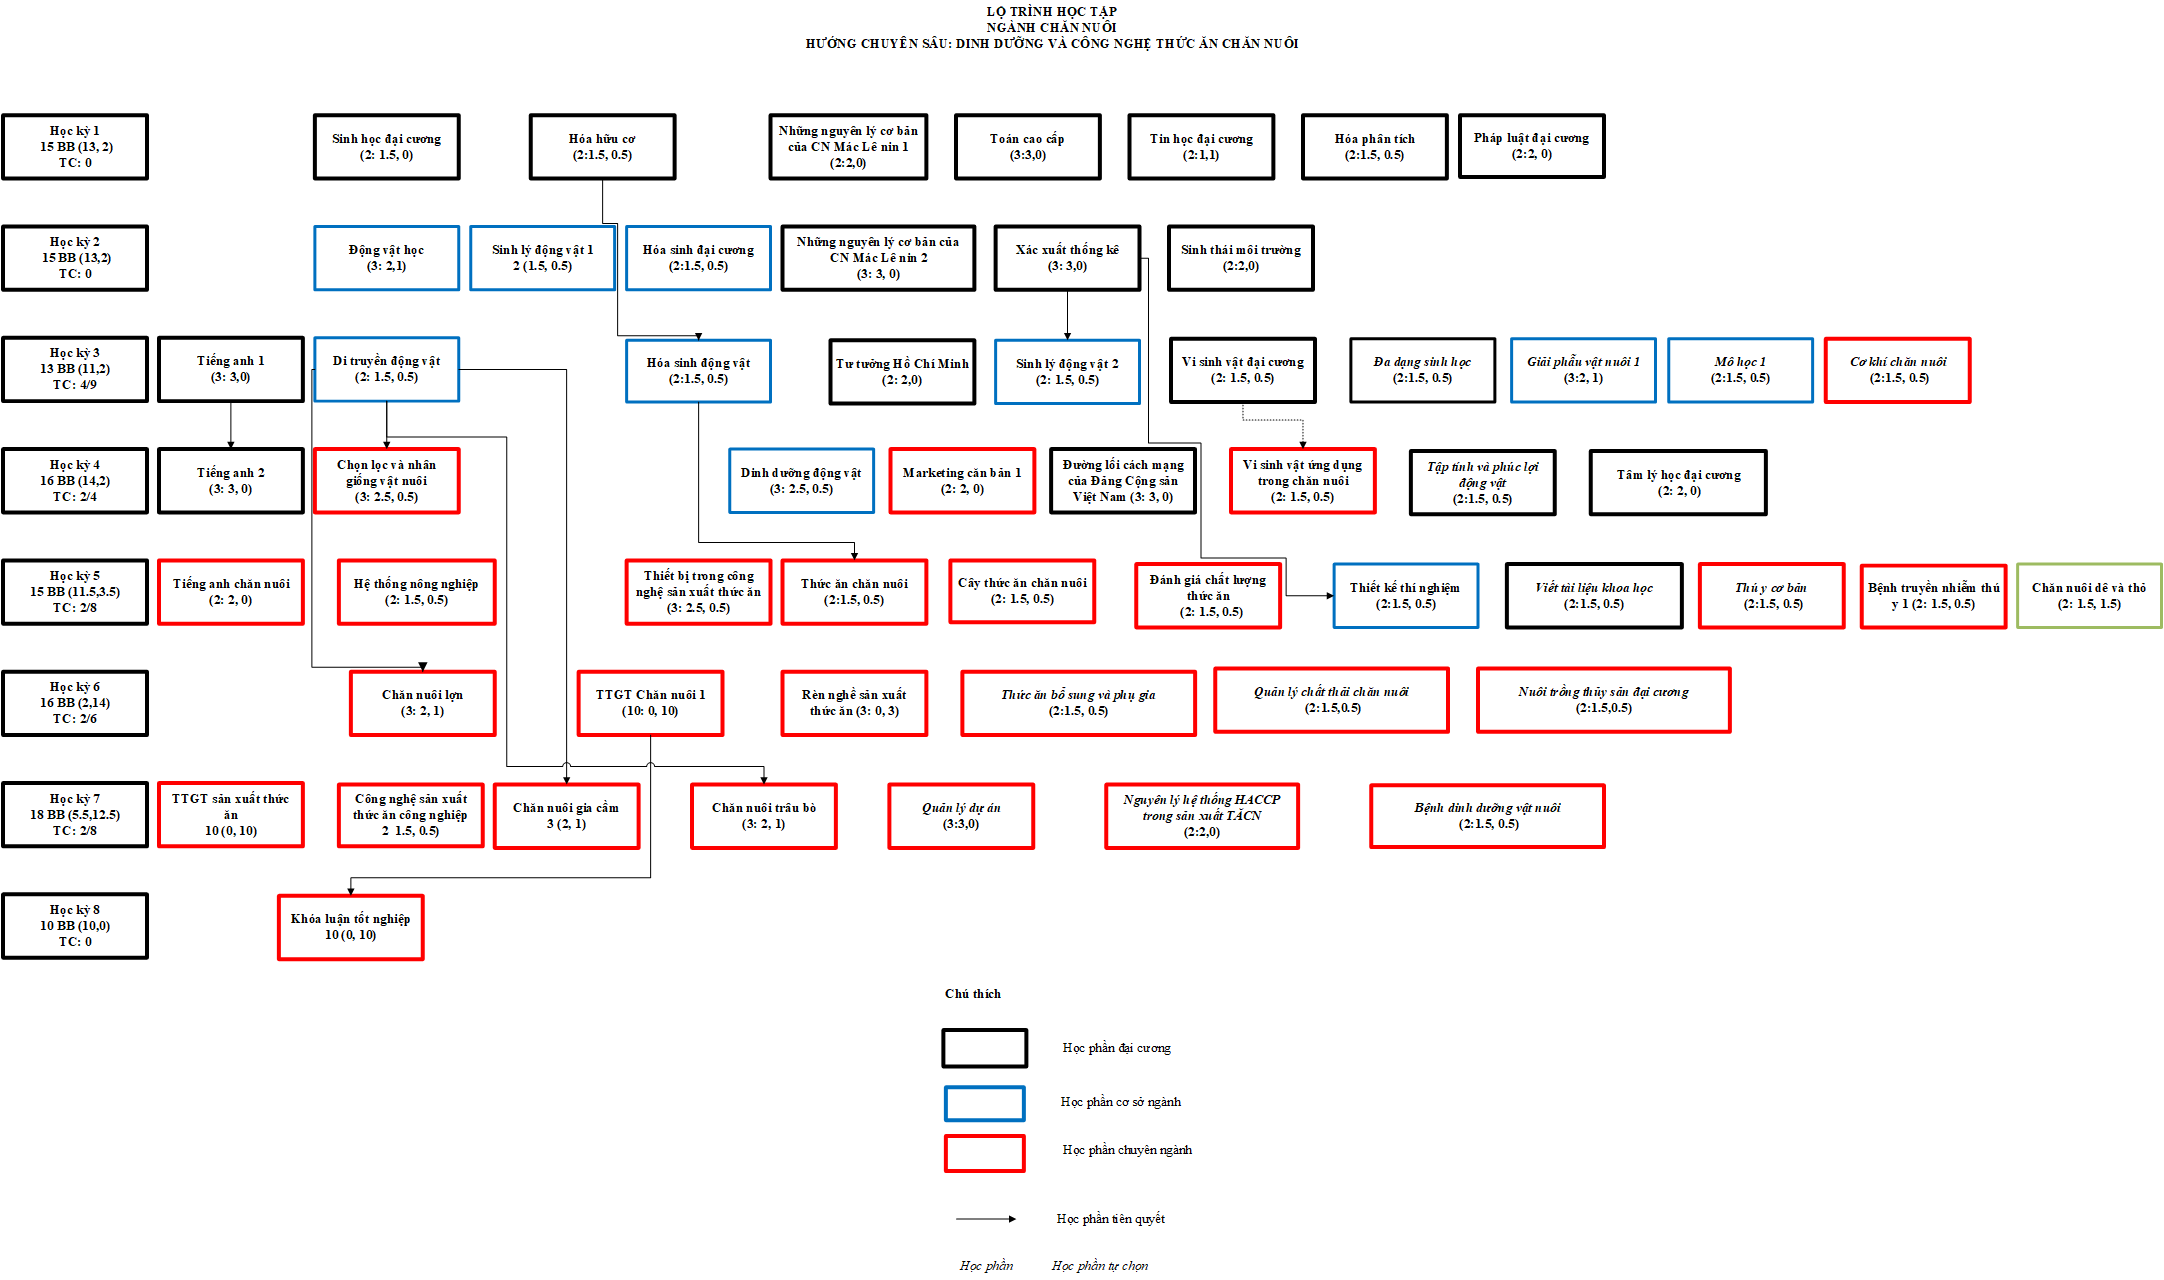 LỘ TRÌNH HỌC TẬP
NGÀNH CHĂN NUÔI
HƯỚNG CHUYÊN SÂU: DINH DƯỠNG VÀ CÔNG NGHỆ THỨC ĂN CHĂN NUÔI
Học kỳ 1
15 BB (13, 2)
TC: 0
Sinh học đại cương
(2: 1.5, 0)
Hóa hữu cơ
(2:1.5, 0.5)
Những nguyên lý cơ bản
của CN Mác Lê nin 1
(2:2,0)
Toán cao cấp
(3:3,0)
Tin học đại cương
(2:1,1)
Hóa phân tích
(2:1.5, 0.5)
Pháp luật đại cương
(2:2, 0)
Học kỳ 2
15 BB (13,2)
TC: 0
Động vật học
(3: 2,1)
Sinh lý động vật 1
2 (1.5, 0.5)
Hóa sinh đại cương
(2:1.5, 0.5)
Những nguyên lý cơ bản của
CN Mác Lê nin 2
(3: 3, 0)
Xác xuất thống kê
(3: 3,0)
Sinh thái môi trường
(2:2,0)
Học kỳ 3
13 BB (11,2)
TC: 4/9
Tiếng anh 1
(3: 3,0)
Di truyền động vật
(2: 1.5, 0.5)
Hóa sinh động vật
(2:1.5, 0.5)
Tư tưởng Hồ Chí Minh
(2: 2,0)
Sinh lý động vật 2
(2: 1.5, 0.5)
Vi sinh vật đại cương
(2: 1.5, 0.5)
Đa dạng sinh học
(2:1.5, 0.5)
Giải phẫu vật nuôi 1
(3:2, 1)
Mô học 1
(2:1.5, 0.5)
Cơ khí chăn nuôi
(2:1.5, 0.5)
Học kỳ 4
16 BB (14,2)
TC: 2/4
Tiếng anh 2
(3: 3, 0)
Chọn lọc và nhân
giống vật nuôi
(3: 2.5, 0.5)
Dinh dưỡng động vật
(3: 2.5, 0.5)
Marketing căn bản 1
(2: 2, 0)
Đường lối cách mạng
của Đảng Cộng sản
Việt Nam (3: 3, 0)
Vi sinh vật ứng dụng
trong chăn nuôi
(2: 1.5, 0.5)
Tập tính và phúc lợi
động vật
(2:1.5, 0.5)
Tâm lý học đại cương
(2: 2, 0)
Học kỳ 5
15 BB (11.5,3.5)
TC: 2/8
Tiếng anh chăn nuôi
(2: 2, 0)
Hệ thống nông nghiệp
(2: 1.5, 0.5)
Thiết bị trong công
nghệ sản xuất thức ăn
(3: 2.5, 0.5)
Thức ăn chăn nuôi
(2:1.5, 0.5)
Cây thức ăn chăn nuôi
(2: 1.5, 0.5)
Đánh giá chất lượng
thức ăn
(2: 1.5, 0.5)
Thiết kế thí nghiệm
(2:1.5, 0.5)
Viết tài liệu khoa học
(2:1.5, 0.5)
Thú y cơ bản
(2:1.5, 0.5)
Bệnh truyền nhiễm thú
y 1 (2: 1.5, 0.5)
Chăn nuôi dê và thỏ
(2: 1.5, 1.5)
Học kỳ 6
16 BB (2,14)
TC: 2/6
Chăn nuôi lợn
(3: 2, 1)
TTGT Chăn nuôi 1
(10: 0, 10)
Rèn nghề sản xuất
thức ăn (3: 0, 3)
Thức ăn bổ sung và phụ gia
(2:1.5, 0.5)
Quản lý chất thải chăn nuôi
(2:1.5,0.5)
Nuôi trồng thủy sản đại cương
(2:1.5,0.5)
Học kỳ 7
18 BB (5.5,12.5)
TC: 2/8
TTGT sản xuất thức
ăn
10 (0, 10)
Công nghệ sản xuất
thức ăn công nghiệp
2 1.5, 0.5)
Chăn nuôi gia cầm
3 (2, 1)
Chăn nuôi trâu bò
(3: 2, 1)
Quản lý dự án
(3:3,0)
Nguyên lý hệ thống HACCP
trong sản xuất TĂCN
(2:2,0)
Bệnh dinh dưỡng vật nuôi
(2:1.5, 0.5)
Học kỳ 8
10 BB (10,0)
TC: 0
Khóa luận tốt nghiệp
10 (0, 10)
Chú thích
Học phần đại cương
Học phần cơ sở ngành
Học phần chuyên ngành
Học phần tiên quyết
Học phần Học phần tự chọn